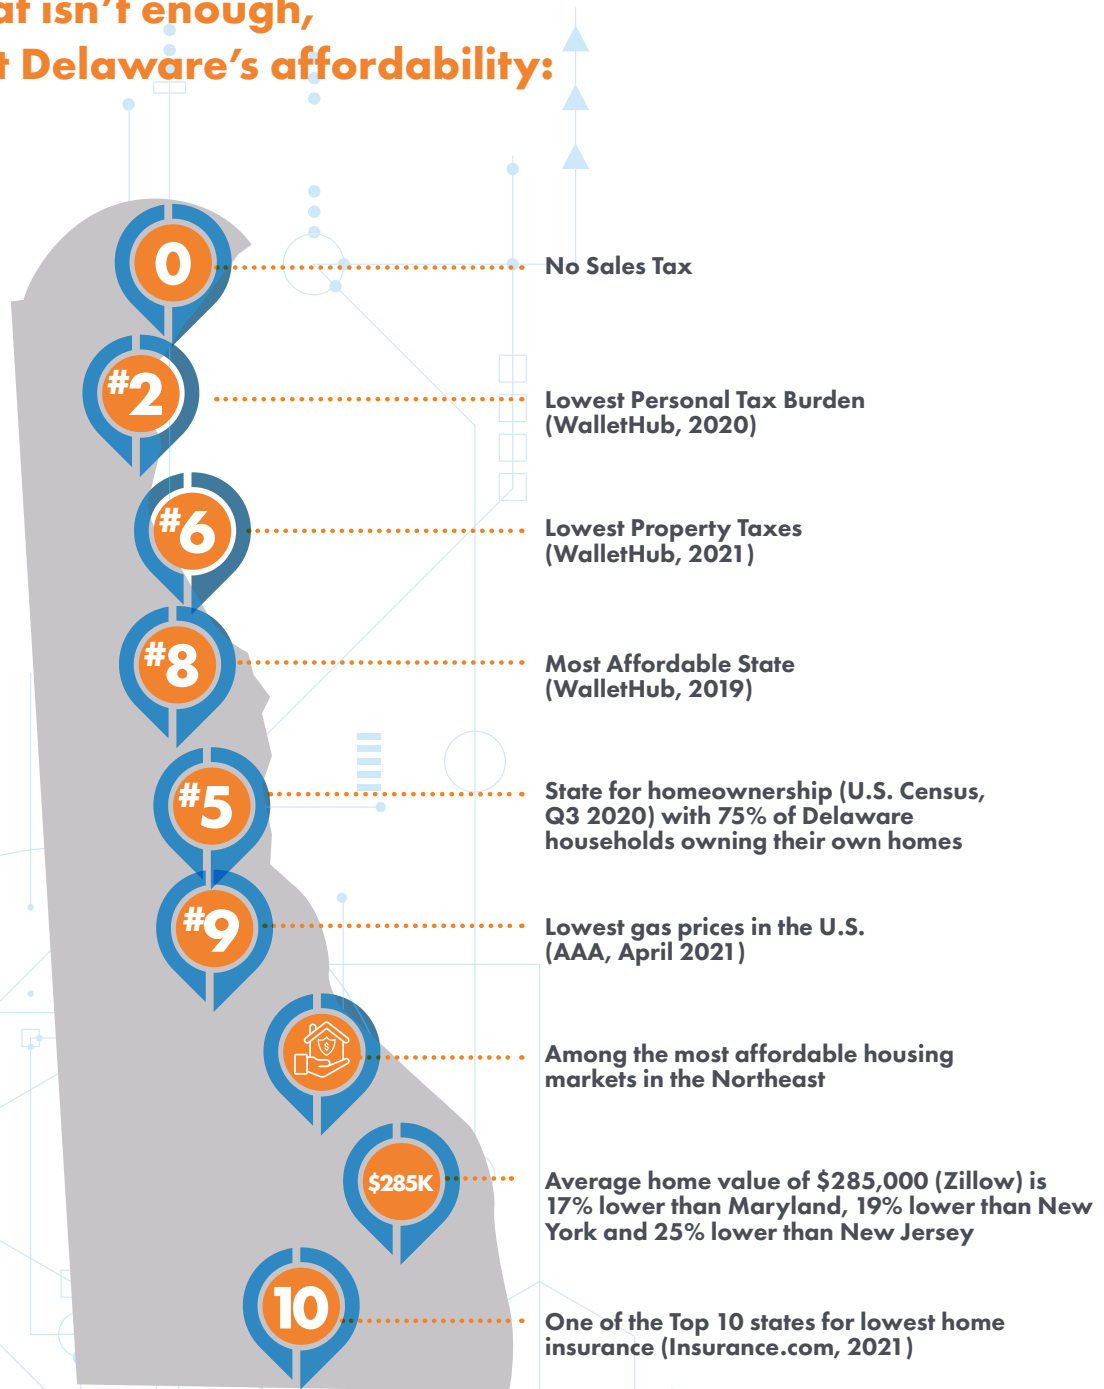 isn't enough,
Delaware's affordability:
0
No Sales Tax
#2
Lowest Personal Tax Burden
(WalletHub, 2020)
#6
Lowest Property Taxes
(WalletHub, 2021)
#8
Most Affordable State
(WalletHub, 2019)
#5
State for homeownership (U.S. Census,
Q3 2020) with 75% of Delaware
households owning their own homes
#9
Lowest gas prices in the U.S.
(AAA, April 2021)
$
Among the most affordable housing
markets in the Northeast
$285K
Average home value of $285,000 (Zillow) is
17% lower than Maryland, 19% lower than New
York and 25% lower than New Jersey
10
One of the Top 10 states for lowest home
insurance (Insurance.com, 2021)